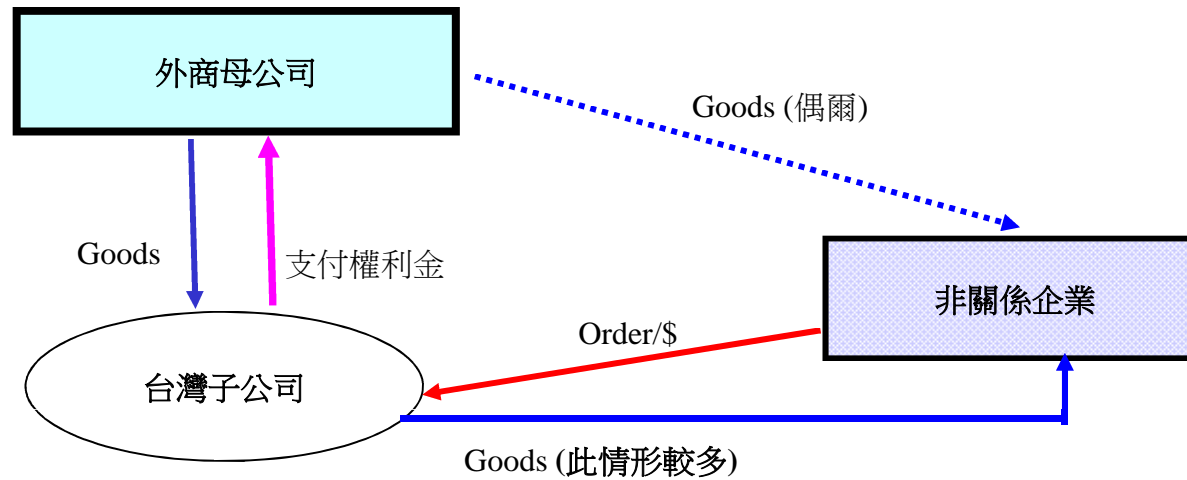 外商母公司
Goods (偶爾)
Goods
支付權利金
非關係企業
Order/$
台灣子公司
Goods (此情形較多)